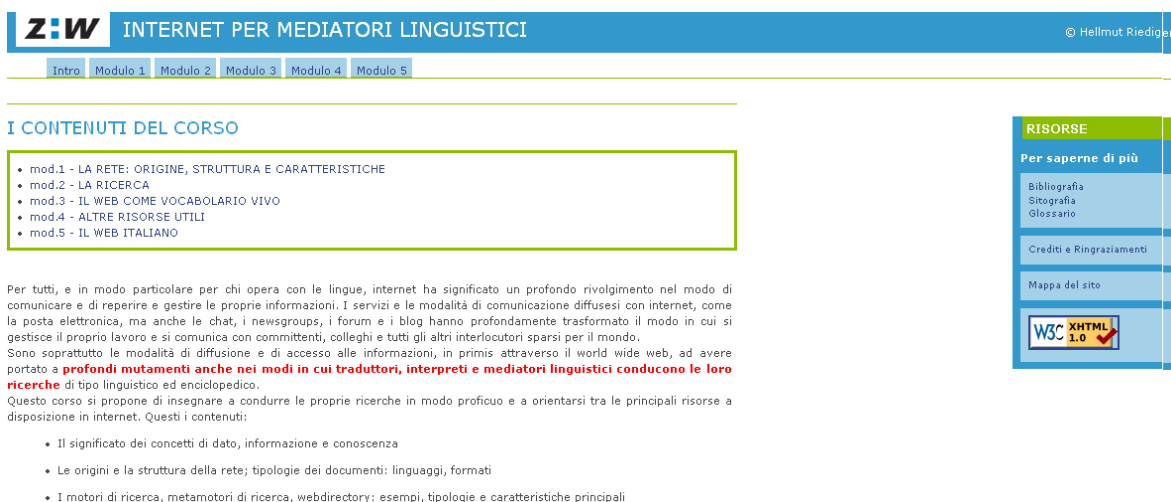 Z:W INTERNET PER MEDIATORI LINGUISTICI
© Hellmut Riediger
Intro Modulo 1 Modulo 2 Modulo 3 Modulo 4 Modulo 5
I CONTENUTI DEL CORSO
• mod.1 - LA RETE: ORIGINE, STRUTTURA E CARATTERISTICHE
• mod.2 - LA RICERCA
• mod.3 - IL WEB COME VOCABOLARIO VIVO
• mod.4 - ALTRE RISORSE UTILI
• mod.5 - IL WEB ITALIANO
Per tutti, e in modo particolare per chi opera con le lingue, internet ha significato un profondo rivolgimento nel modo di
comunicare e di reperire e gestire le proprie informazioni. I servizi e le modalità di comunicazione diffusesi con internet, come
la posta elettronica, ma anche le chat, i newsgroups, i forum e i blog hanno profondamente trasformato il modo in cui si
gestisce il proprio lavoro e si comunica con committenti, colleghi e tutti gli altri interlocutori sparsi per il mondo.
Sono soprattutto le modalità di diffusione e di accesso alle informazioni, in primis attraverso il world wide web, ad avere
portato a profondi mutamenti anche nei modi in cui traduttori, interpreti e mediatori linguistici conducono le loro
ricerche di tipo linguistico ed enciclopedico.
Questo corso si propone di insegnare a condurre le proprie ricerche in modo proficuo e a orientarsi tra le principali risorse a
disposizione in internet. Questi i contenuti:
• Il significato dei concetti di dato, informazione e conoscenza
• Le origini e la struttura della rete; tipologie dei documenti: linguaggi, formati
• I motori di ricerca, metamotori di ricerca, webdirectory: esempi, tipologie e caratteristiche principali
RISORSE
Per saperne di più
Bibliografia
Sitografia
Glossario
Crediti e Ringraziamenti
Mappa del sito
W3C XHTML
1.0